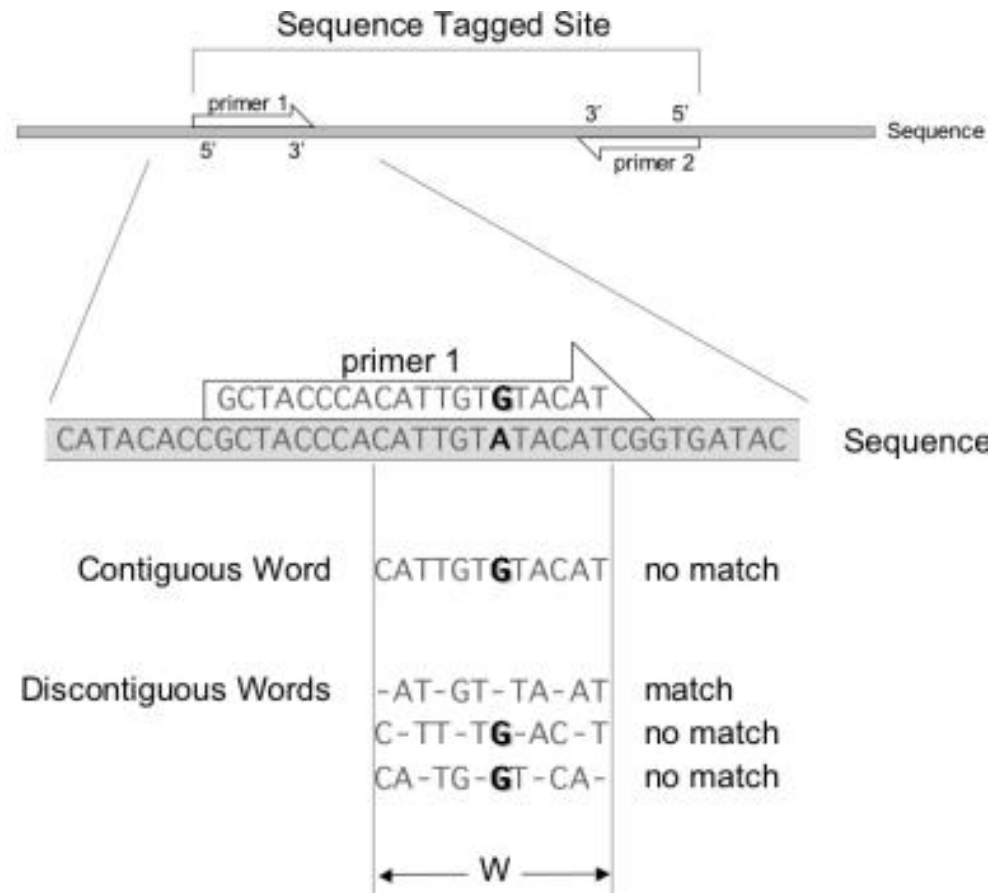 Sequence Tagged Site
primer 1
3' 5'
Sequence
5' 3'
primer 2
primer 1
GCTACCCACATTGTGTACAT
CATACACCGCTACCCACATTGTATACATCGGTGATAC Sequence
Contiguous Word CATTGTGTACAT no match
Discontiguous Words -AT-GT-TA-AT match
C-TT-TG-AC-T no match
CA-TG-GT-CA- no match
W